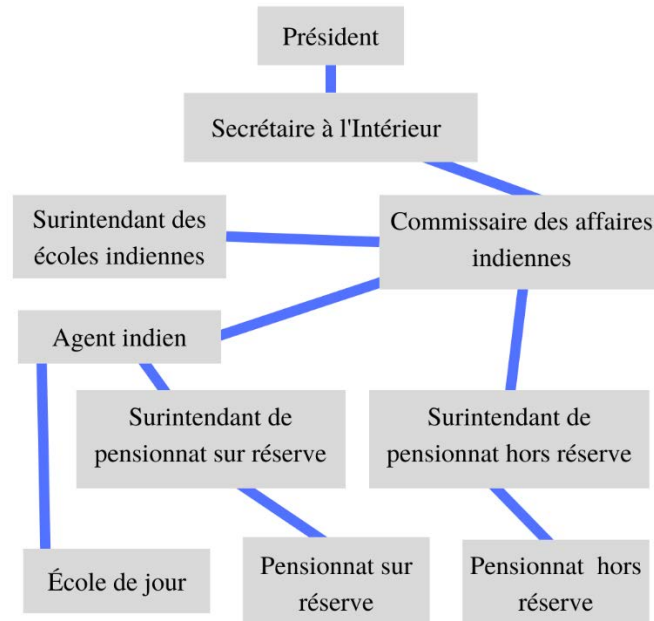 Président
Secrétaire à l'Intérieur
Surintendant des
écoles indiennes
Commissaire des affaires
indiennes
Agent indien
Surintendant de
pensionnat sur réserve
Surintendant de
pensionnat hors réserve
École de jour
Pensionnat sur
réserve
Pensionnat hors
réserve